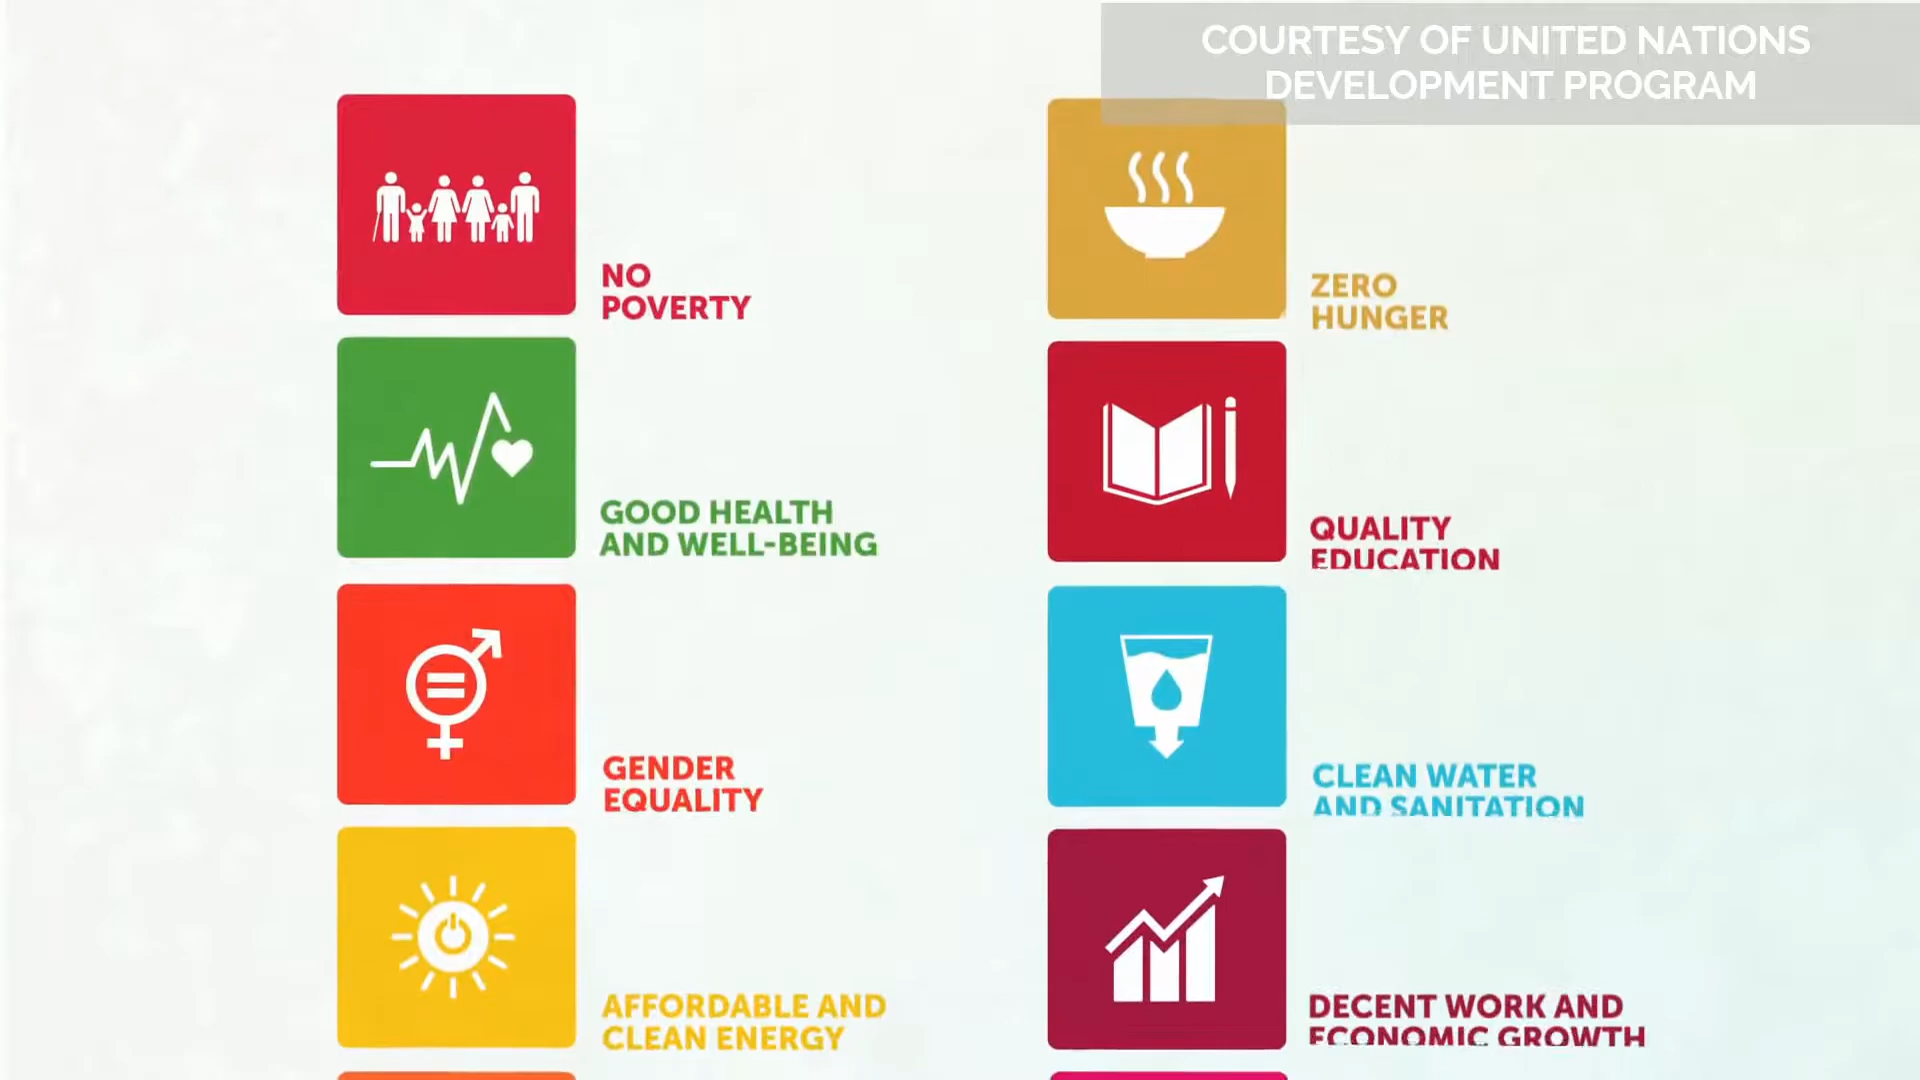 COURTESY OF UNITED NATIONS
DEVELOPMENT PROGRAM
NO
POVERTY
ZERO
HUNGER
GOOD HEALTH
AND WELL-BEING
QUALITY
EDUCATION
GENDER
EQUALITY
CLEAN WATER
AND SANITATION
AFFORDABLE AND
CLEAN ENERGY
DECENT WORK AND
ECONOMIC GROWTH